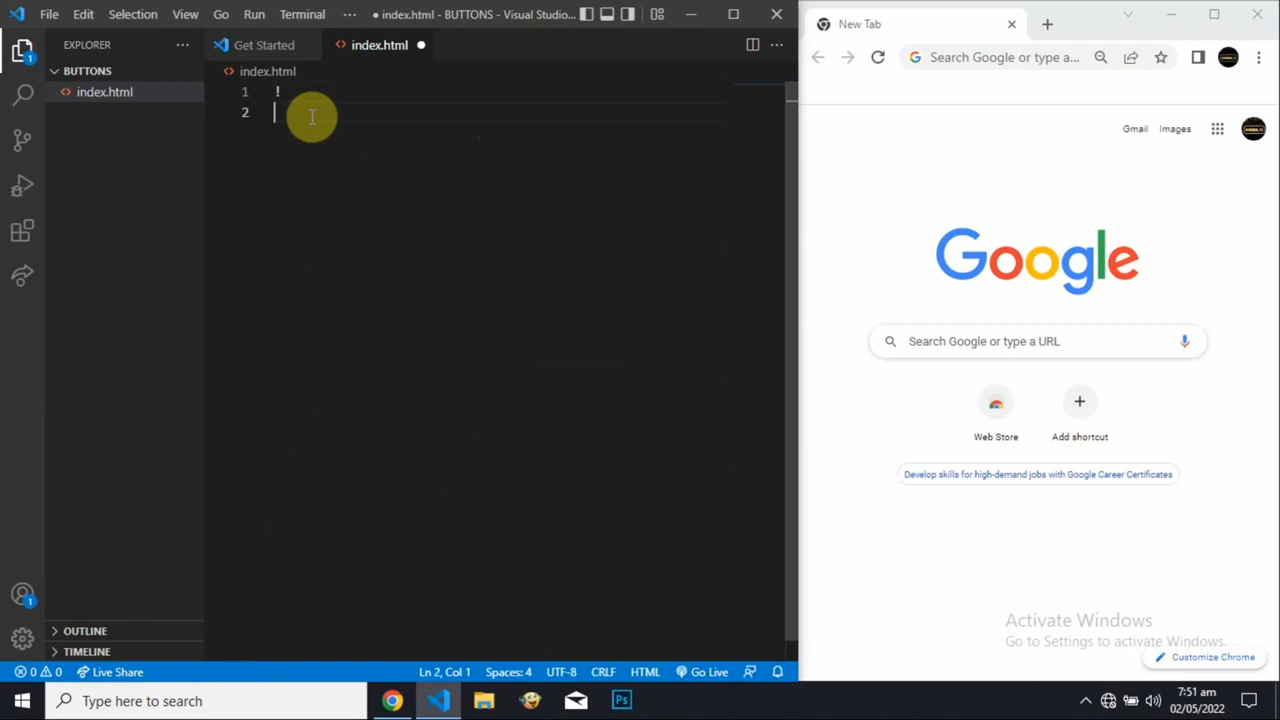 File Edit Selection View Go Run Terminal ··· ● index.html - BUTTONS - Visual Studio...
EXPLORER ···
Get Started
index.html ●
BUTTONS
index.html
index.html
1 !
2
1
1
OUTLINE
TIMELINE
0 0 Live Share Ln 2, Col 1 Spaces: 4 UTF-8 CRLF HTML Go Live
New Tab
Search Google or type a...
Gmail Images
Google
Search Google or type a URL
Web Store Add shortcut
Develop skills for high-demand jobs with Google Career Certificates
Activate Windows
Go to Settings to activate Windows.
Customize Chrome
Type here to search
Ps
7:51 am
02/05/2022